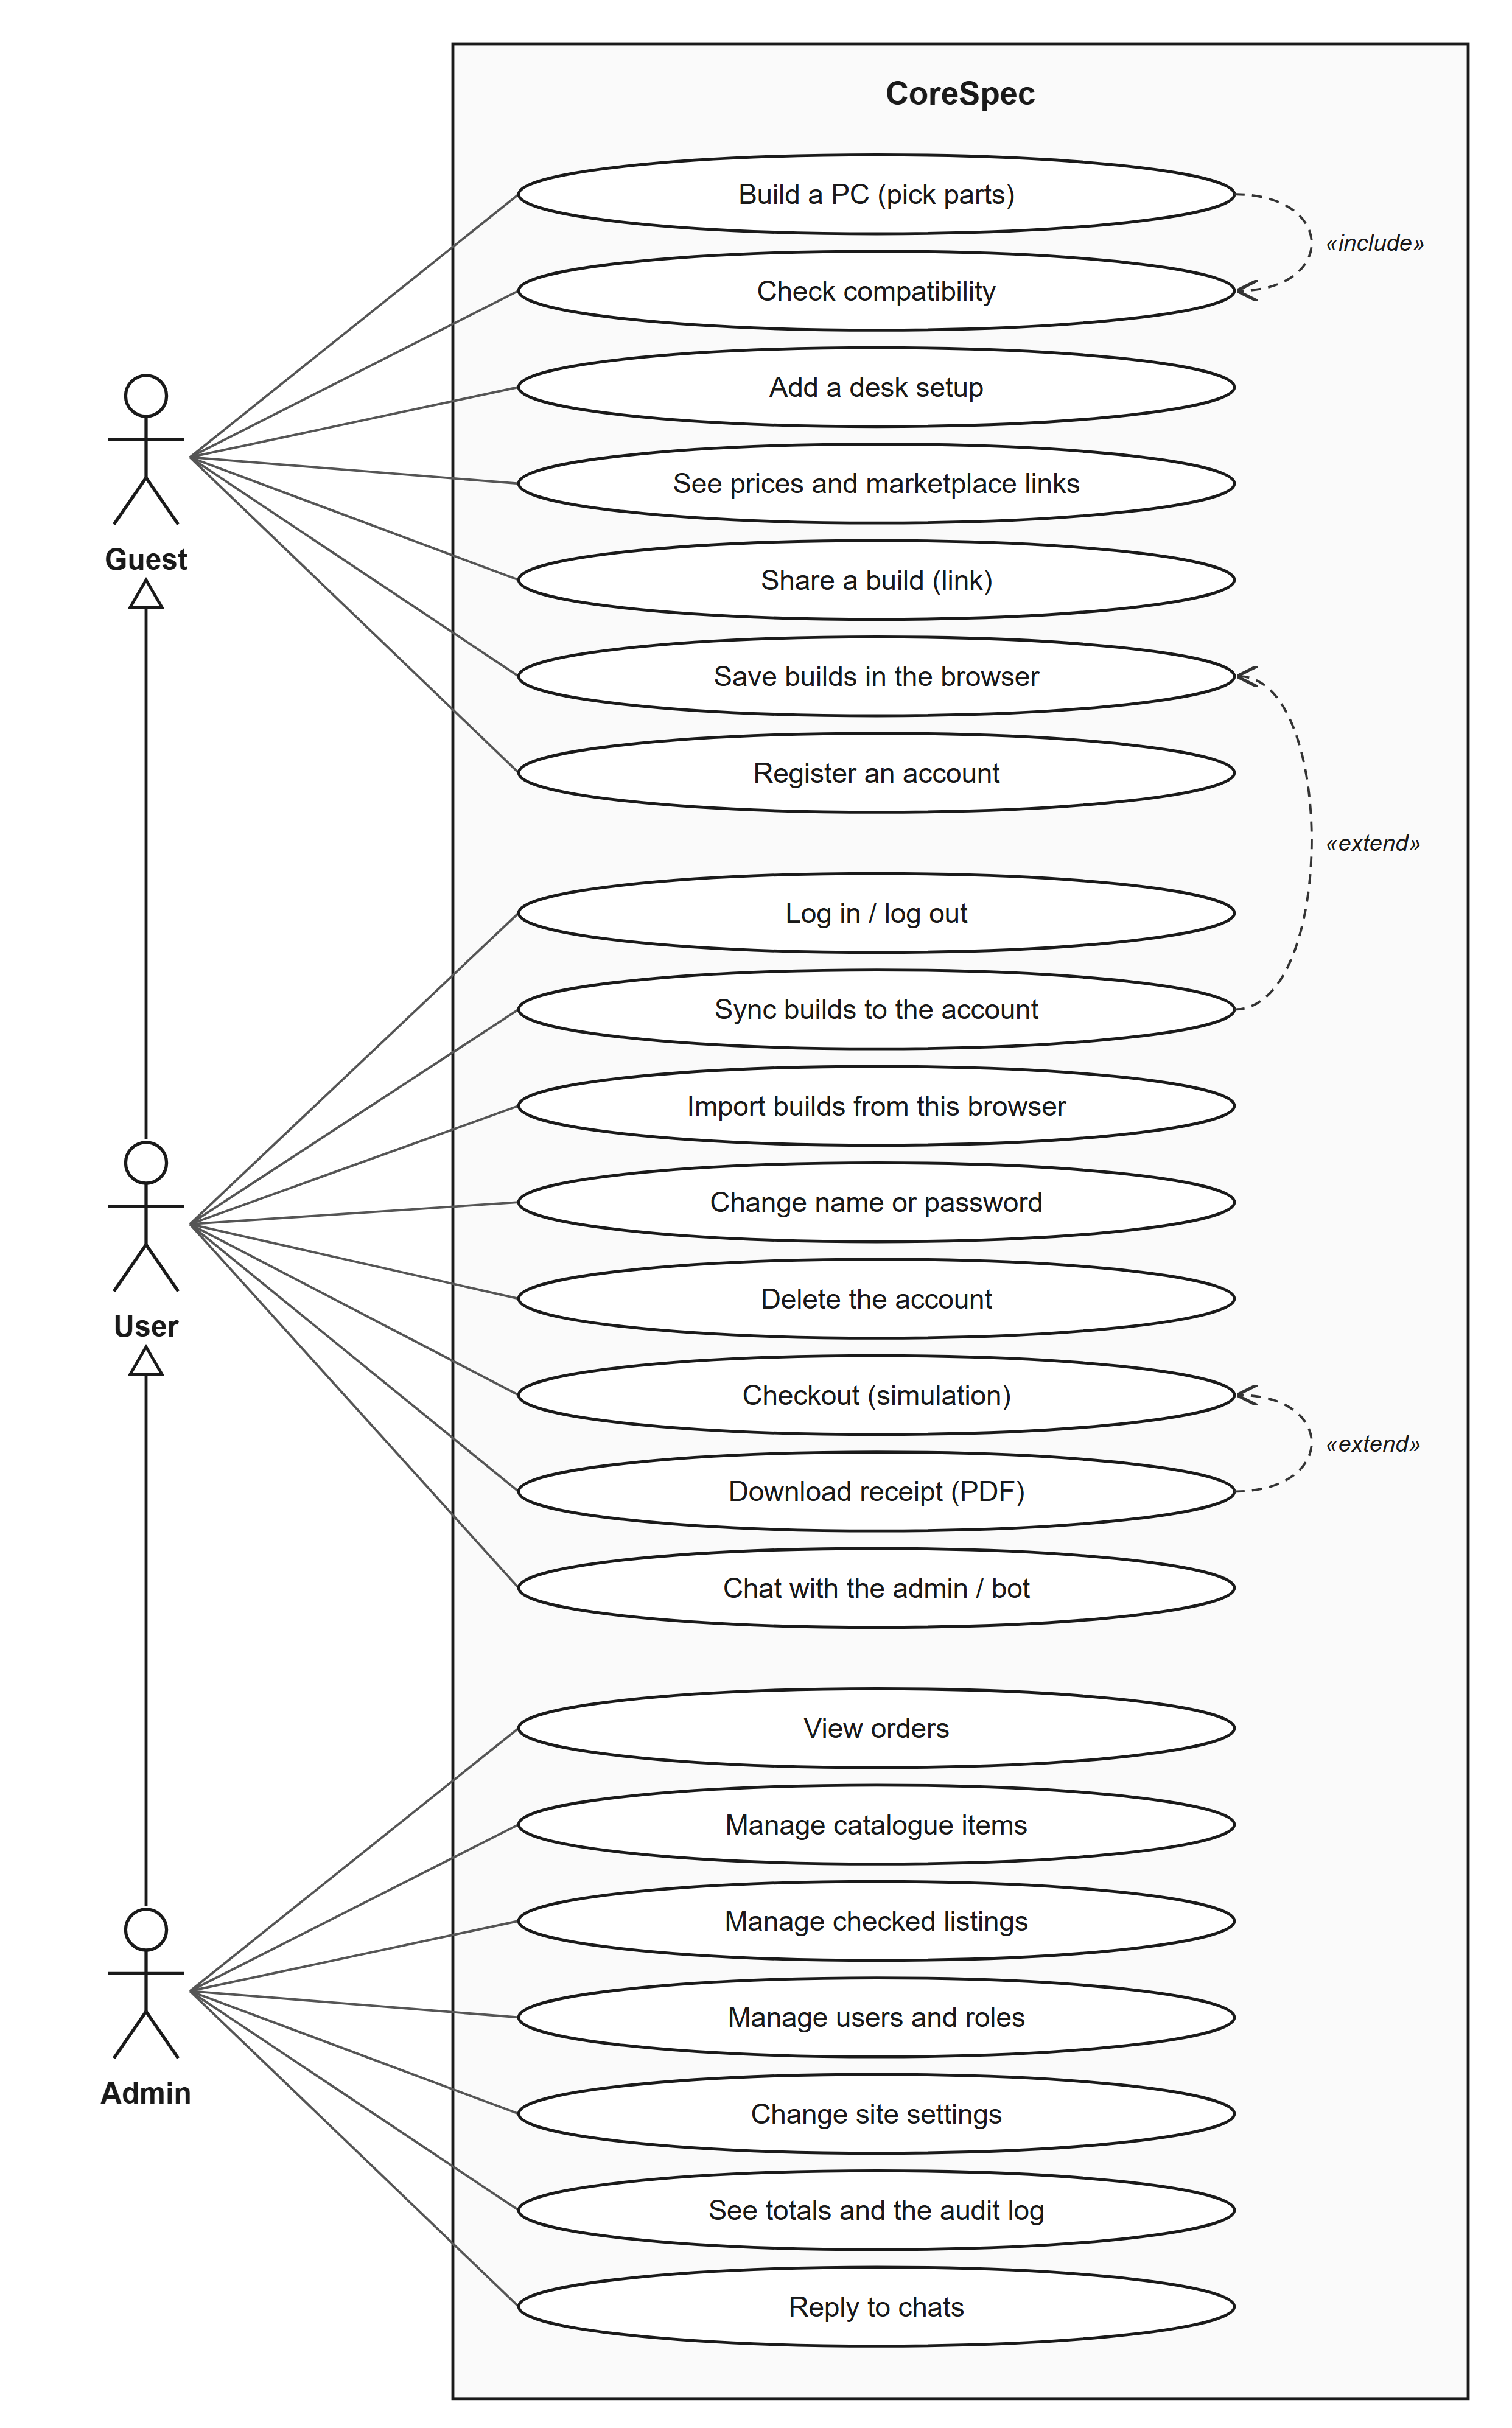 CoreSpec
Build a PC (pick parts)
«include»
Check compatibility
Add a desk setup
See prices and marketplace links
Guest
Share a build (link)
Save builds in the browser
Register an account
«extend»
Log in / log out
Sync builds to the account
Import builds from this browser
Change name or password
Delete the account
User
Checkout (simulation)
«extend»
Download receipt (PDF)
Chat with the admin / bot
View orders
Manage catalogue items
Manage checked listings
Manage users and roles
Admin
Change site settings
See totals and the audit log
Reply to chats